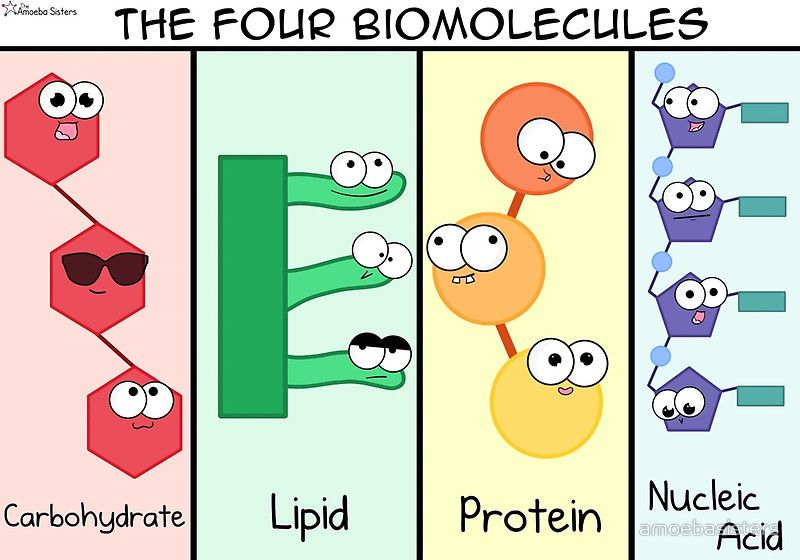 The
Amoeba Sisters
THE FOUR BIOMOLECULES
Carbohydrate
Lipid
Protein
Nucleic
Acid
amoebasisters